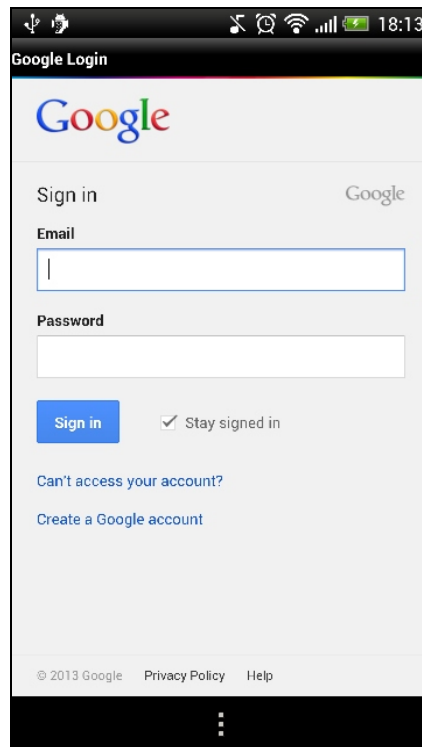 18:13
Google Login
Google
Sign in Google
Email
Password
Sign in Stay signed in
Can't access your account?
Create a Google account
© 2013 Google Privacy Policy Help